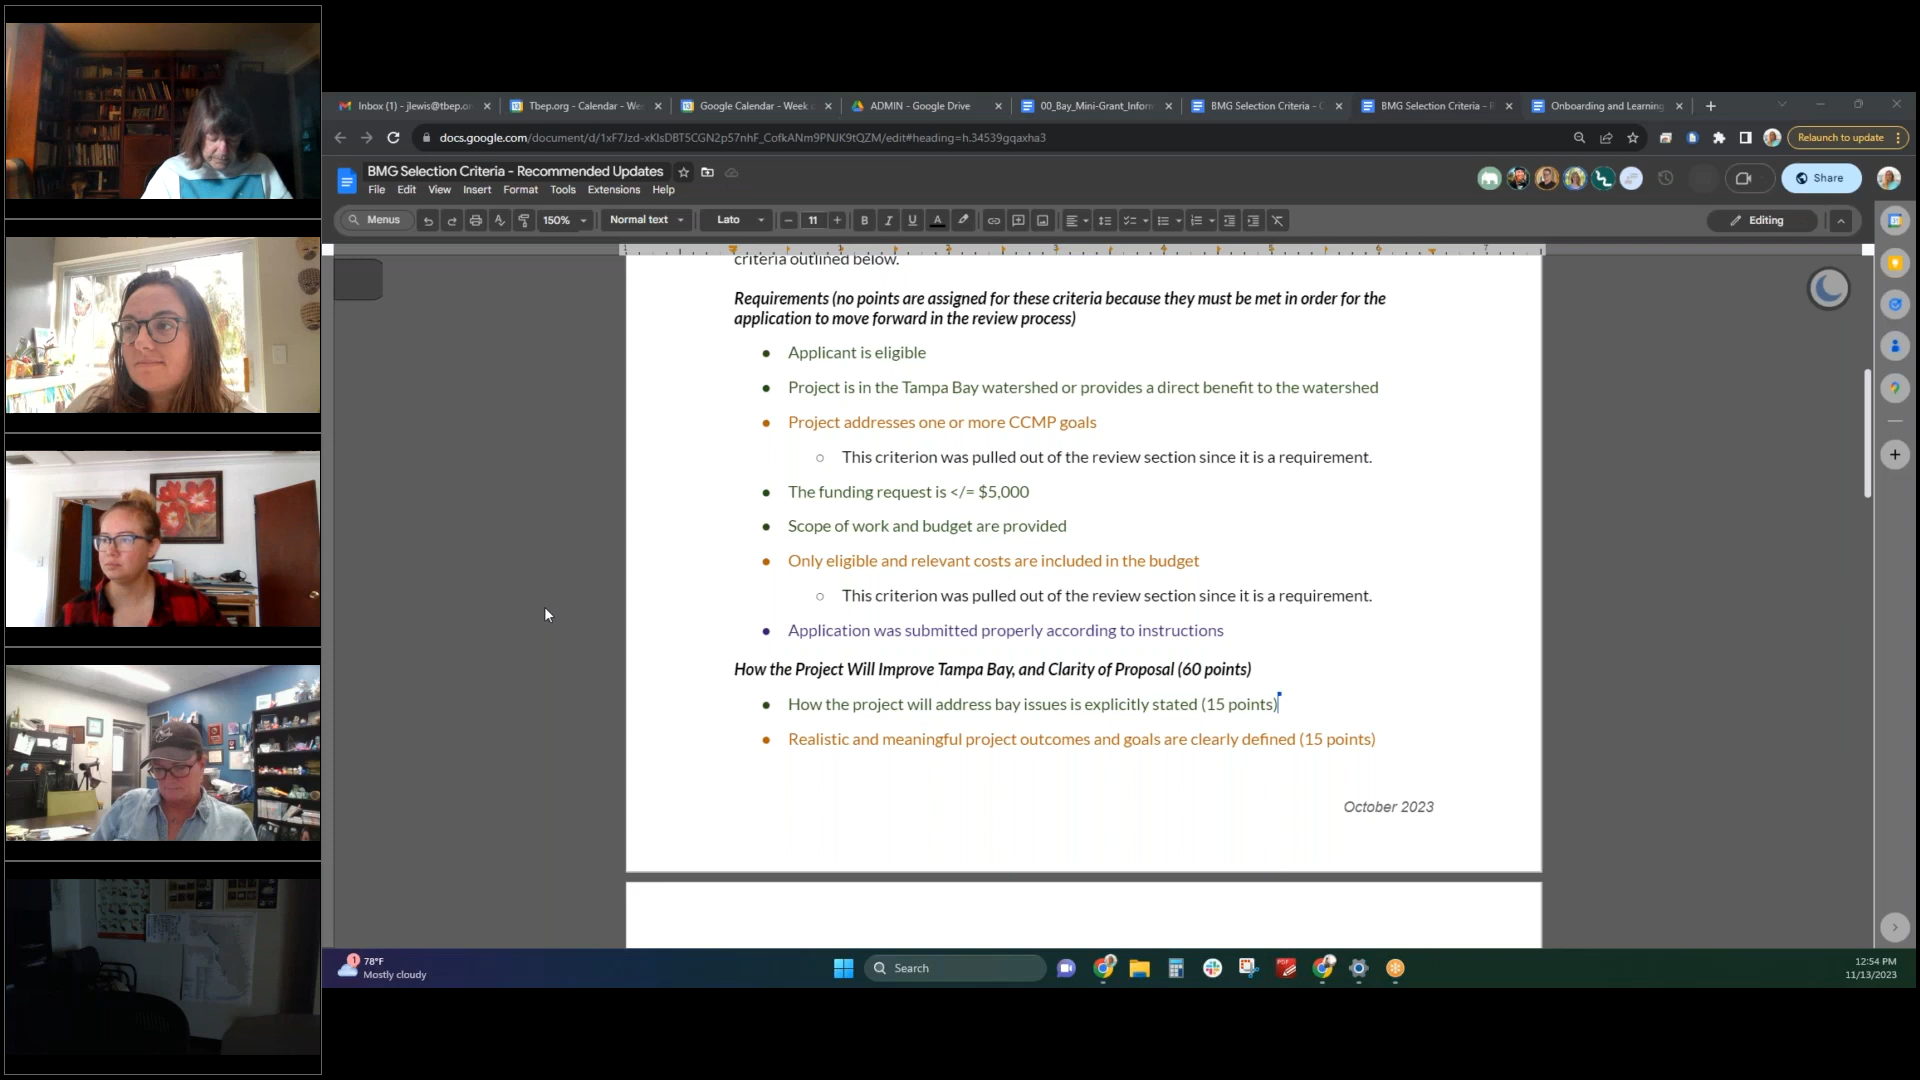 Inbox (1) - jlewis@tbep.or
Tbep.org - Calendar - We
Google Calendar - Week
ADMIN - Google Drive
00_Bay_Mini-Grant_Inform
BMG Selection Criteria -
BMG Selection Criteria -
Onboarding and Learning
docs.google.com/document/d/1xF7Jzd-xKlsDBT5CGN2p57nhF_CofkANm9PNJK9tQZM/edit#heading=h.34539gqaxha3
Relaunch to update
BMG Selection Criteria - Recommended Updates
File Edit View Insert Format Tools Extensions Help
Share
Menus
150%
Normal text
Lato
11
Editing
1 1 2 3 4 5 6 7
criteria outlined below.
Requirements (no points are assigned for these criteria because they must be met in order for the
application to move forward in the review process)
● Applicant is eligible
● Project is in the Tampa Bay watershed or provides a direct benefit to the watershed
● Project addresses one or more CCMP goals
○ This criterion was pulled out of the review section since it is a requirement.
● The funding request is </= $5,000
● Scope of work and budget are provided
● Only eligible and relevant costs are included in the budget
○ This criterion was pulled out of the review section since it is a requirement.
● Application was submitted properly according to instructions
How the Project Will Improve Tampa Bay, and Clarity of Proposal (60 points)
● How the project will address bay issues is explicitly stated (15 points)
● Realistic and meaningful project outcomes and goals are clearly defined (15 points)
October 2023
1
78°F
Mostly cloudy
Search
PDF
12:54 PM
11/13/2023